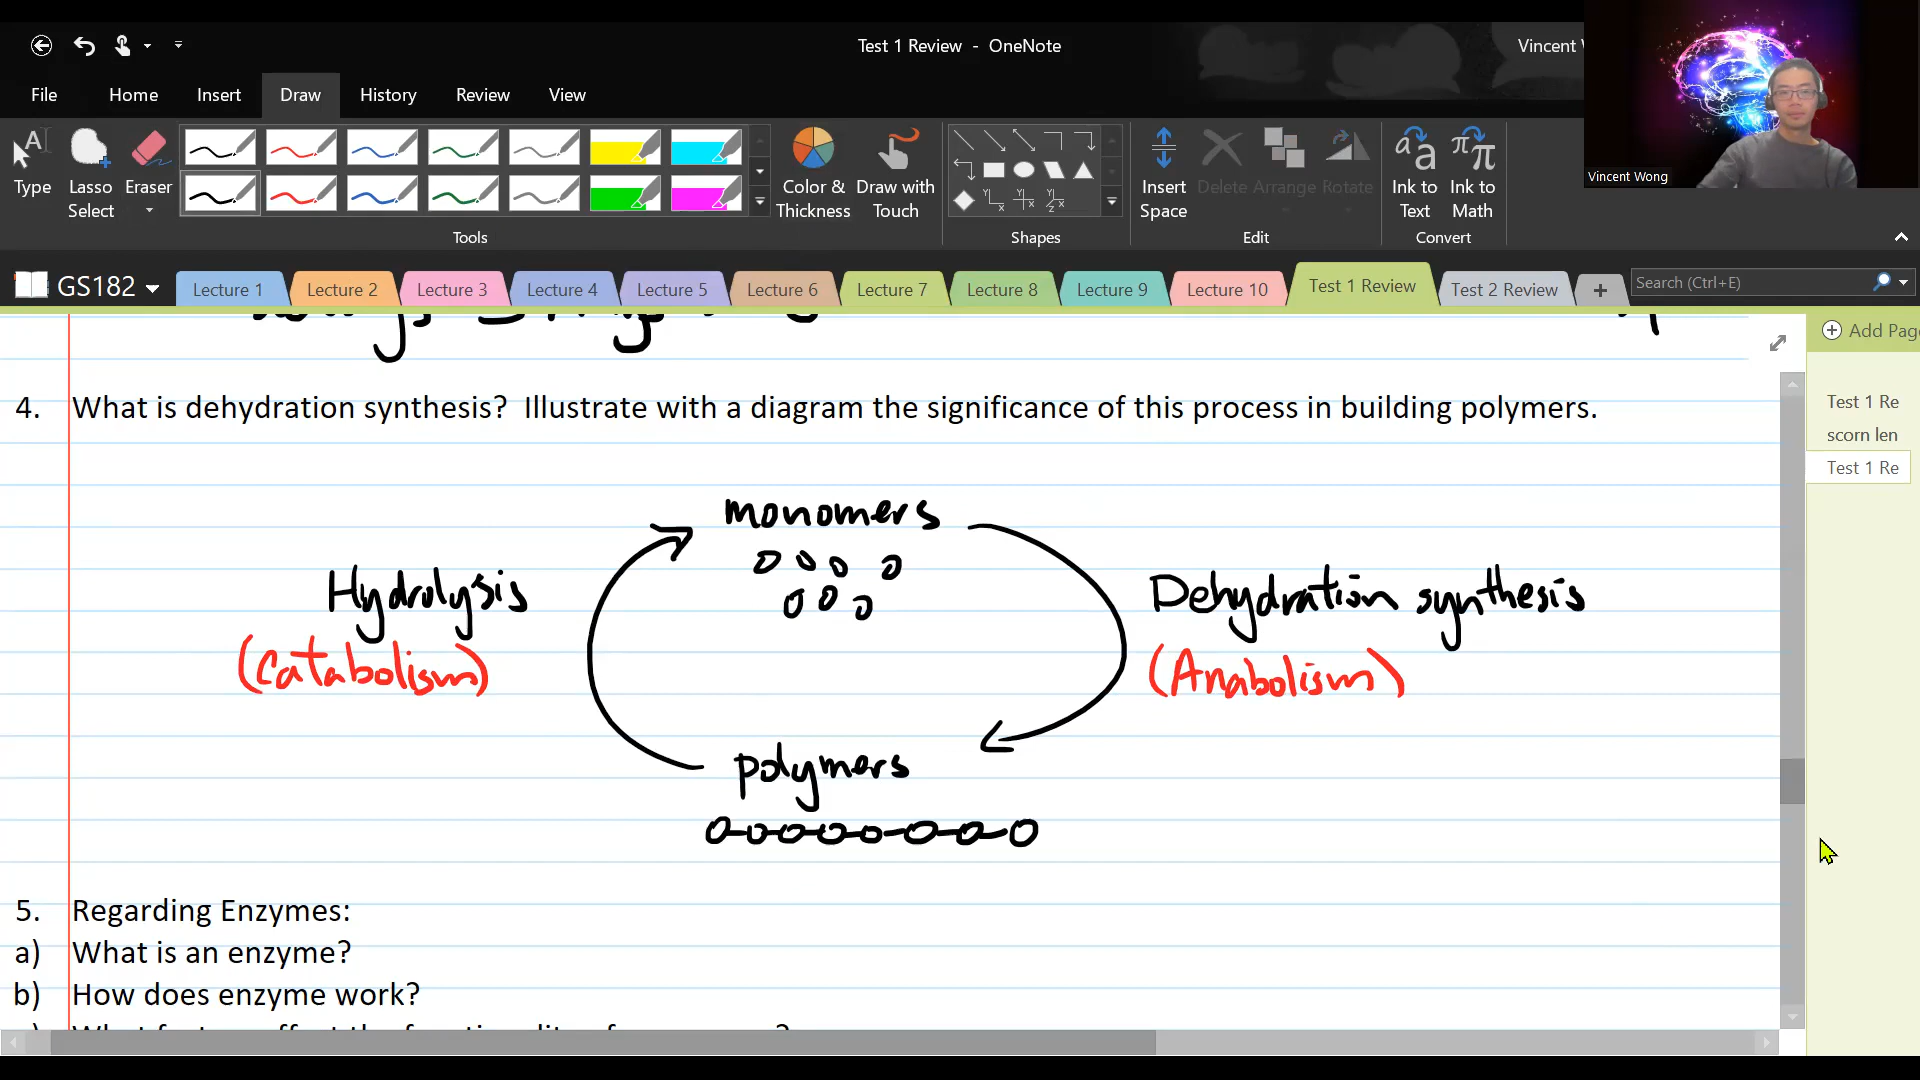 Test 1 Review - OneNote
Vincent W
File Home Insert Draw History Review View
Type
Lasso Select
Eraser
Color & Thickness
Draw with Touch
Insert Space
Delete
Arrange
Rotate
Ink to Text
Ink to Math
Tools
Shapes
Edit
Convert
Vincent Wong
GS182
Lecture 1 Lecture 2 Lecture 3 Lecture 4 Lecture 5 Lecture 6 Lecture 7 Lecture 8 Lecture 9 Lecture 10 Test 1 Review Test 2 Review
Search (Ctrl+E)
Add Pag
Test 1 Re
scorn len
Test 1 Re
4. What is dehydration synthesis? Illustrate with a diagram the significance of this process in building polymers.
monomers
Hydrolysis
(Catabolism)
Dehydration synthesis
(Anabolism)
polymers
5. Regarding Enzymes:
a) What is an enzyme?
b) How does enzyme work?